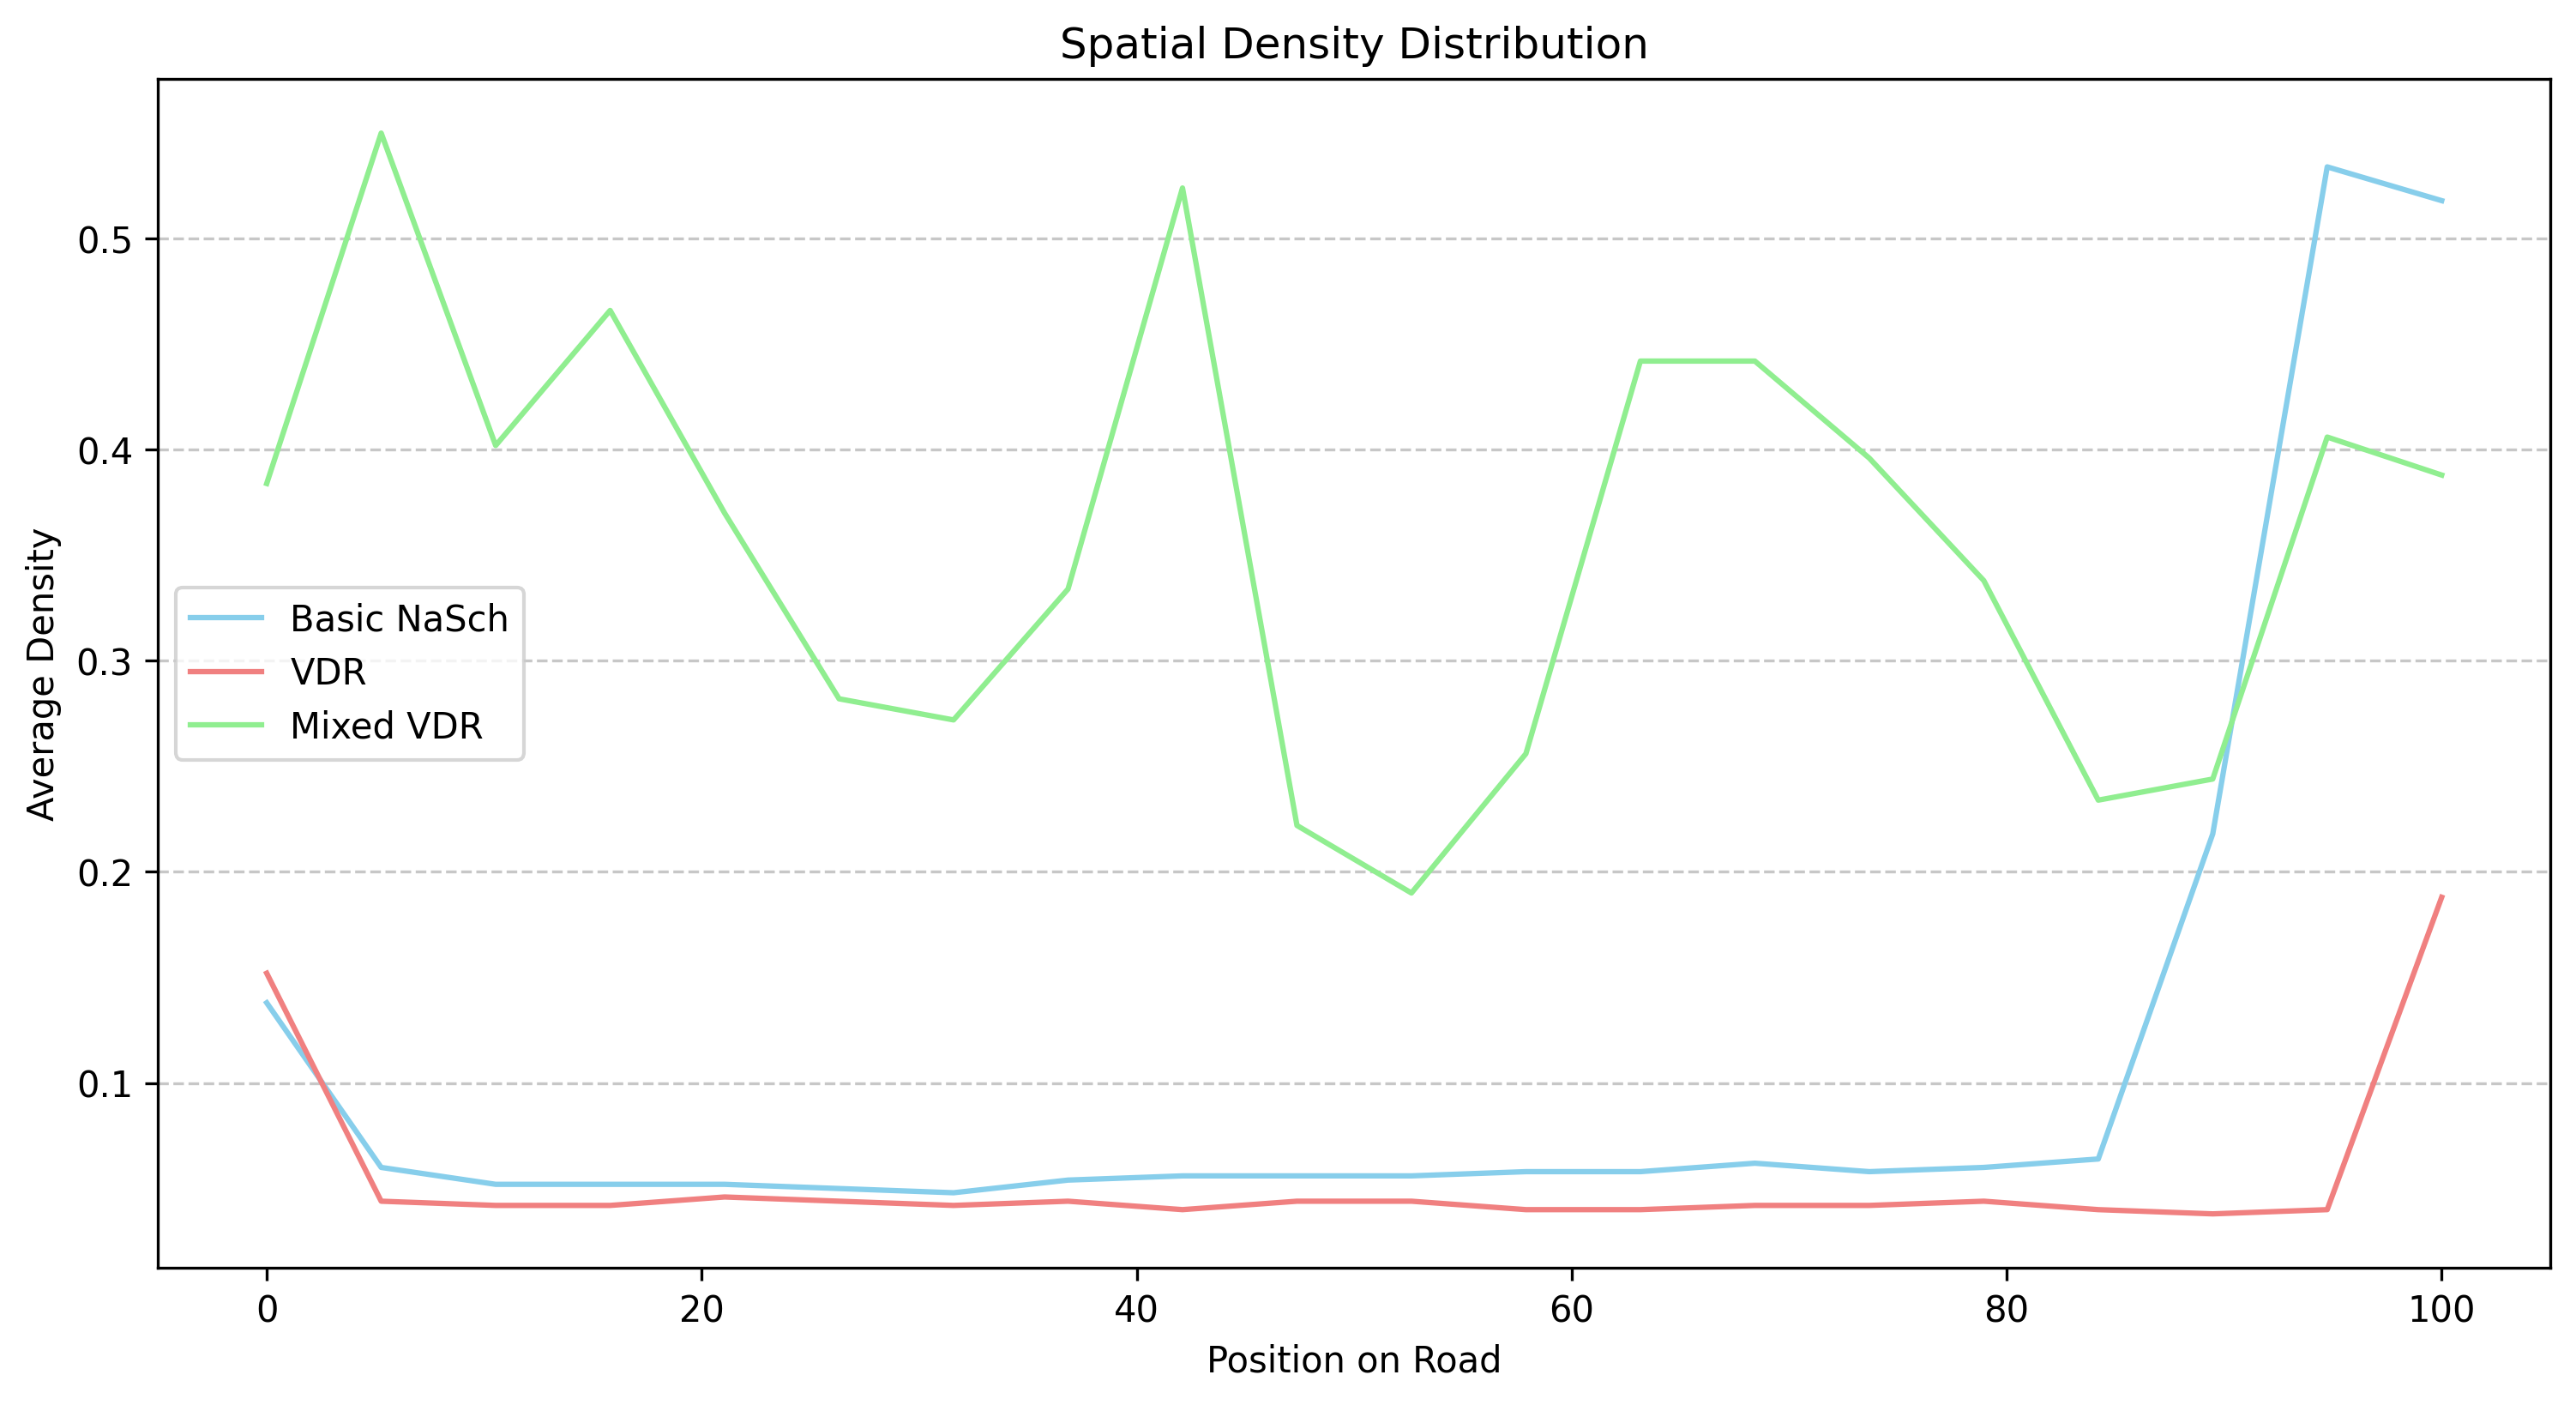 Spatial Density Distribution
0.5
0.4
0.3
0.2
0.1
Average Density
Basic NaSch
VDR
Mixed VDR
0 20 40 60 80 100
Position on Road